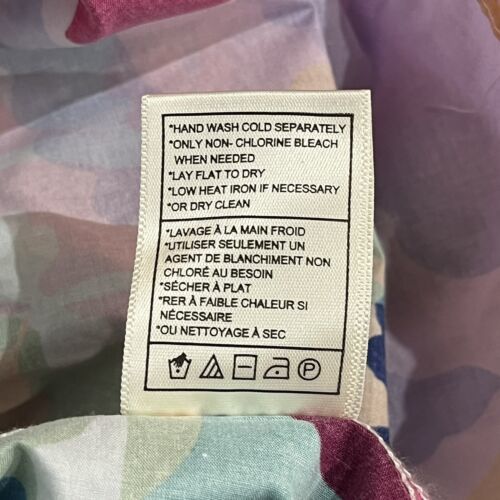 *HAND WASH COLD SEPARATELY
*ONLY NON- CHLORINE BLEACH
WHEN NEEDED
*LAY FLAT TO DRY
*LOW HEAT IRON IF NECESSARY
*OR DRY CLEAN
*LAVAGE À LA MAIN FROID
*UTILISER SEULEMENT UN
AGENT DE BLANCHIMENT NON
CHLORÉ AU BESOIN
*SÉCHER À PLAT
*RER À FAIBLE CHALEUR SI
NÉCESSAIRE
*OU NETTOYAGE À SEC
P